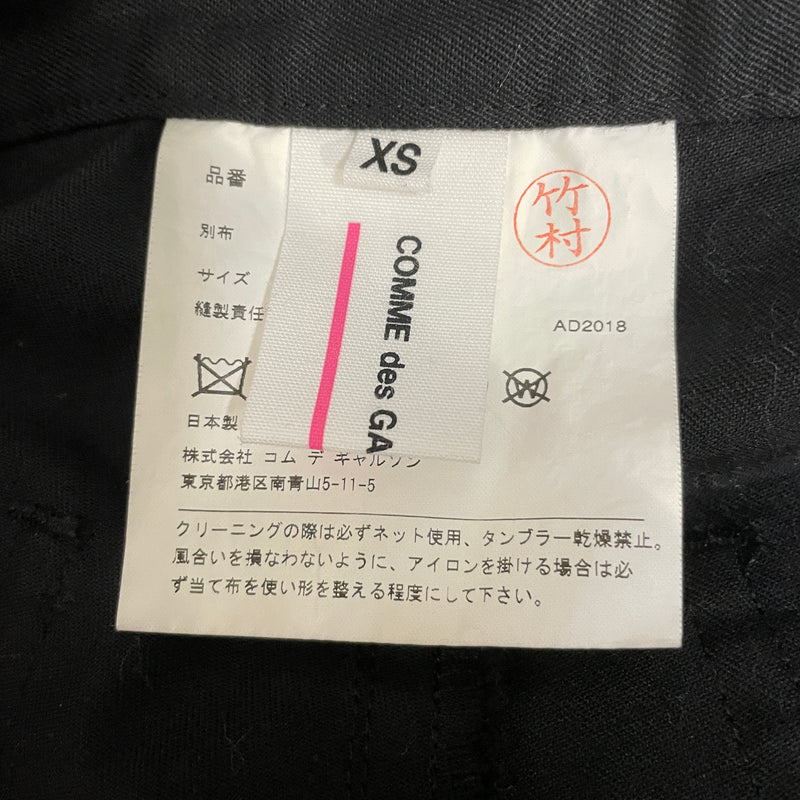 XS
COMME des GA
品番
別布
サイズ
縫製責任
竹村
AD2018
W
日本製
株式会社 コム デ ギャルソン
東京都港区南青山5-11-5
クリーニングの際は必ずネット使用、タンブラー乾燥禁止。
風合いを損なわないように、アイロンを掛ける場合は必
ず当て布を使い形を整える程度にして下さい。